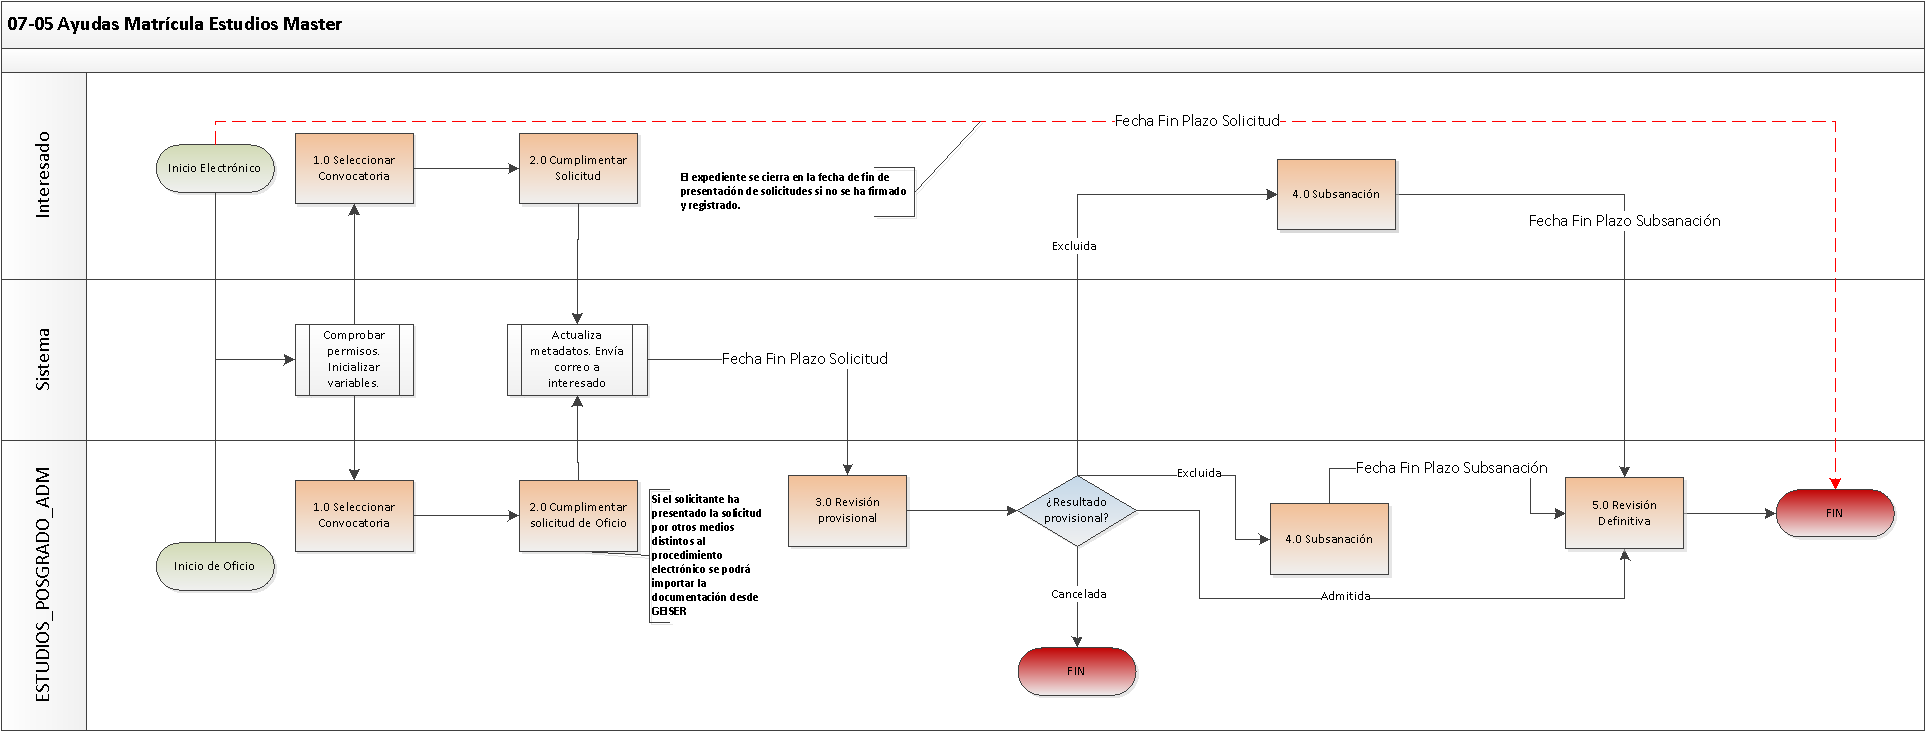 07-05 Ayudas Matrícula Estudios Master
Interesado
Inicio Electrónico
1.0 Seleccionar
Convocatoria
2.0 Cumplimentar
Solicitud
El expediente se cierra en la fecha de fin de
presentación de solicitudes si no se ha firmado
y registrado.
Fecha Fin Plazo Solicitud
4.0 Subsanación
Fecha Fin Plazo Subsanación
Excluida
Sistema
Comprobar
permisos.
Inicializar
variables.
Actualiza
metadatos. Envía
correo a
interesado
Fecha Fin Plazo Solicitud
ESTUDIOS_POSGRADO_ADM
Inicio de Oficio
1.0 Seleccionar
Convocatoria
2.0 Cumplimentar
solicitud de Oficio
Si el solicitante ha
presentado la solicitud
por otros medios
distintos al
procedimiento
electrónico se podrá
importar la
documentación desde
GEISER
3.0 Revisión
provisional
¿Resultado
provisional?
Excluida
4.0 Subsanación
Fecha Fin Plazo Subsanación
Admitida
Cancelada
FIN
5.0 Revisión
Definitiva
FIN